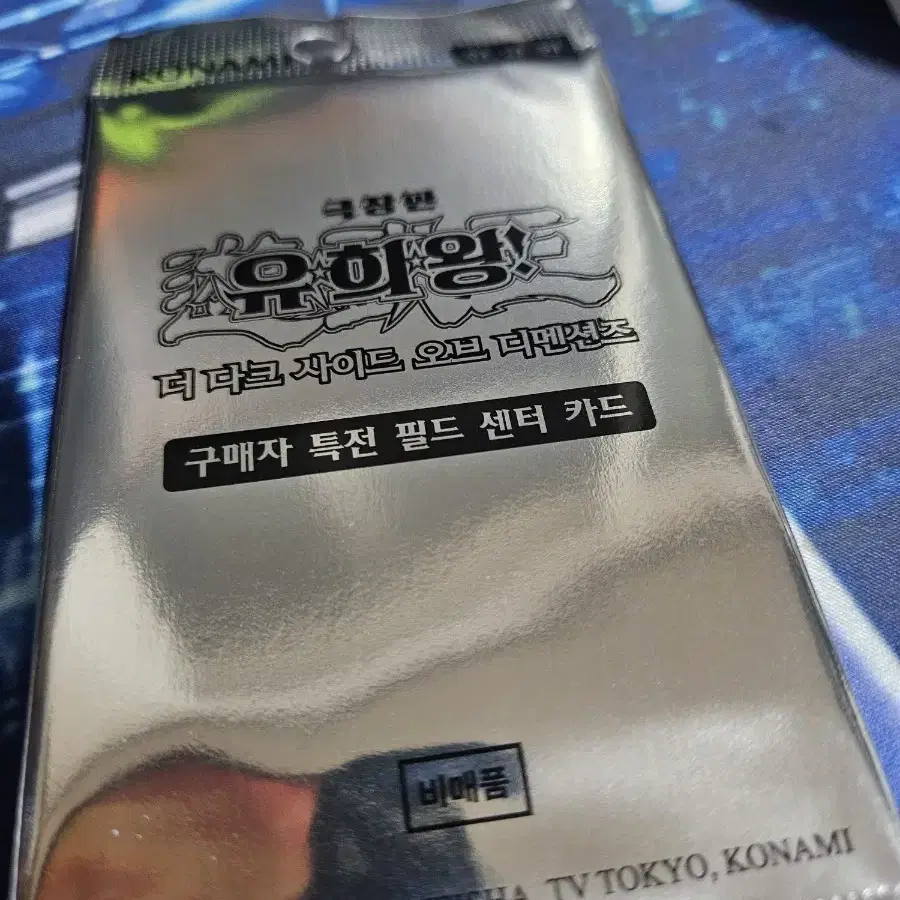 KONAMI
극장판
유☆희☆왕!
더 다크 사이드 오브 디멘션즈
구매자 특전 필드 센터 카드
비매품
TV TOKYO, KONAMI